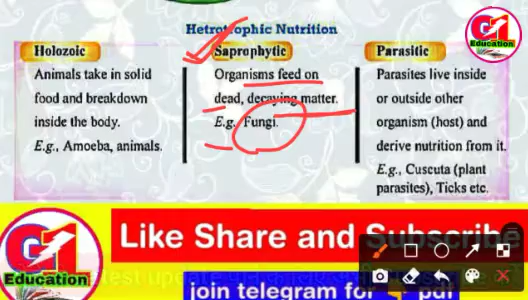 Hetrotrophic Nutrition
G1
Education
Holozoic
Animals take in solid
food and breakdown
inside the body.
E.g., Amoeba, animals.
Saprophytic
Organisms feed on
dead, decaying matter.
E.g. Fungi.
Parasitic
Parasites live inside
or outside other
organism (host) and
derive nutrition from it.
E.g., Cuscuta (plant
parasites), Ticks etc.
G1
Education
Like Share and Subscribe
test update
join telegram for pdf